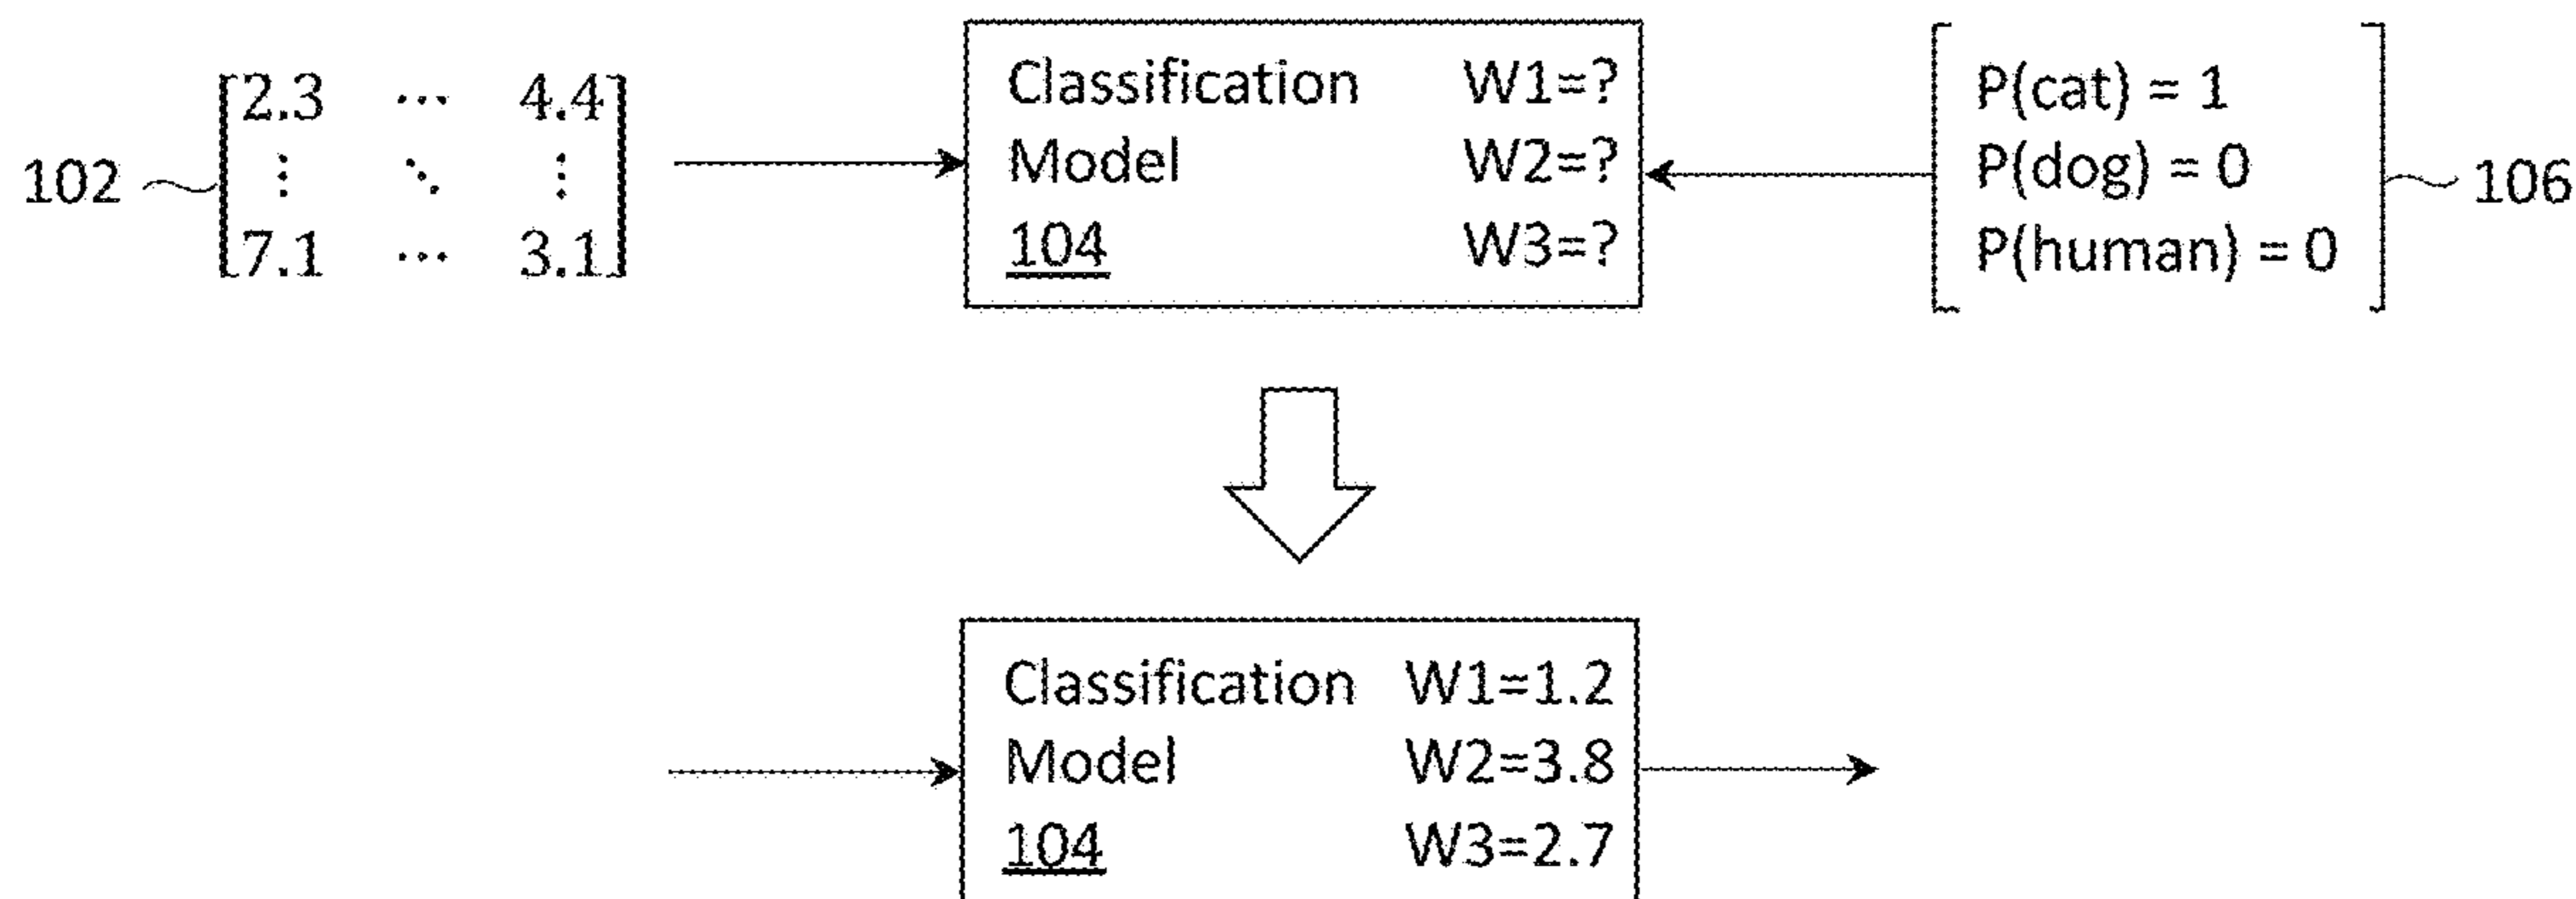 [2.3 ⋯ 4.4]
102 ⋮ ⋱ ⋮
[7.1 ⋯ 3.1]
Classification W1=?
Model W2=?
104 W3=?
P(cat) = 1
P(dog) = 0
P(human) = 0
106
Classification W1=1.2
Model W2=3.8
104 W3=2.7